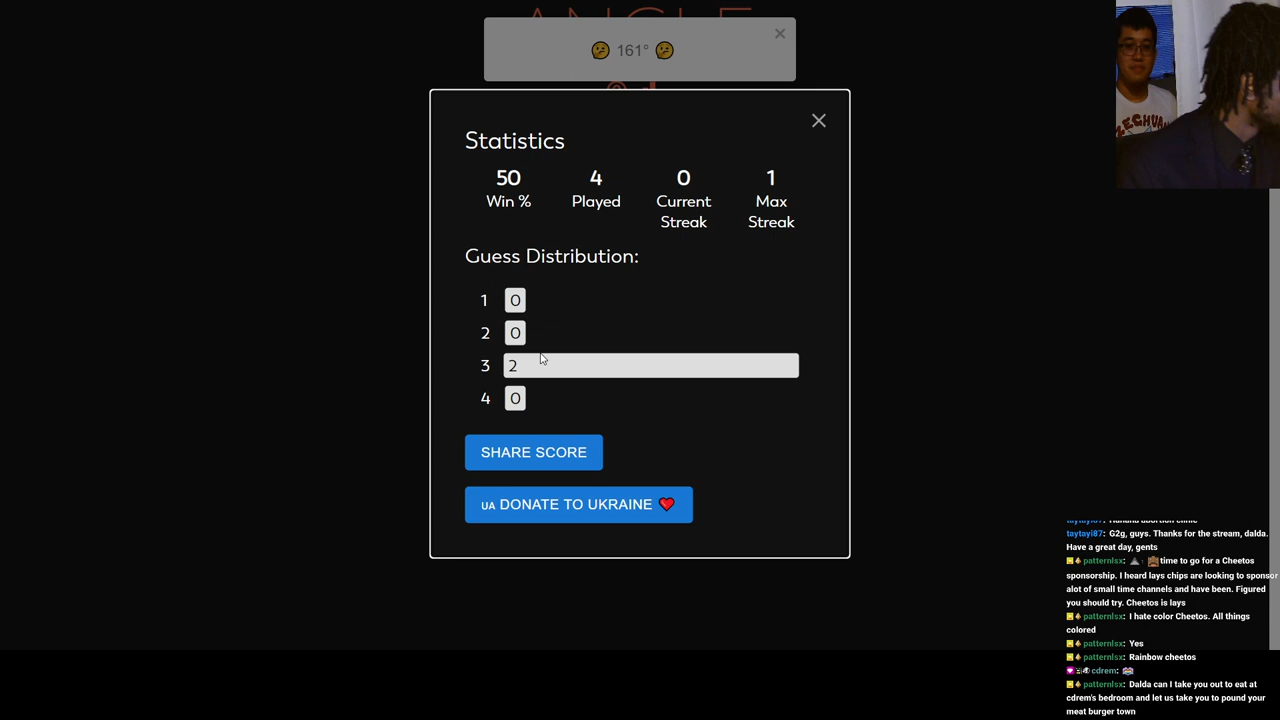 ANGLE
161°
Statistics
50
Win %
4
Played
0
Current
Streak
1
Max
Streak
Guess Distribution:
1 0
2 0
3 2
4 0
SHARE SCORE
UA DONATE TO UKRAINE
taytayi87: G2g, guys. Thanks for the stream, dalda.
Have a great day, gents
patternlsx: time to go for a Cheetos
sponsorship. I heard lays chips are looking to sponsor
alot of small time channels and have been. Figured
you should try. Cheetos is lays
patternlsx: I hate color Cheetos. All things
colored
patternlsx: Yes
patternlsx: Rainbow cheetos
cdrem:
patternlsx: Dalda can I take you out to eat at
cdrem's bedroom and let us take you to pound your
meat burger town